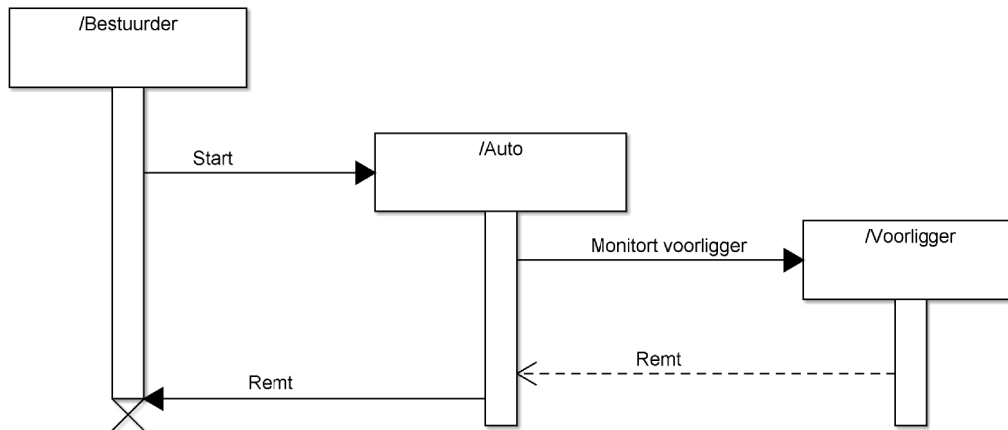 /Bestuurder
/Auto
Start
/Voorligger
Monitort voorligger
Remt
Remt